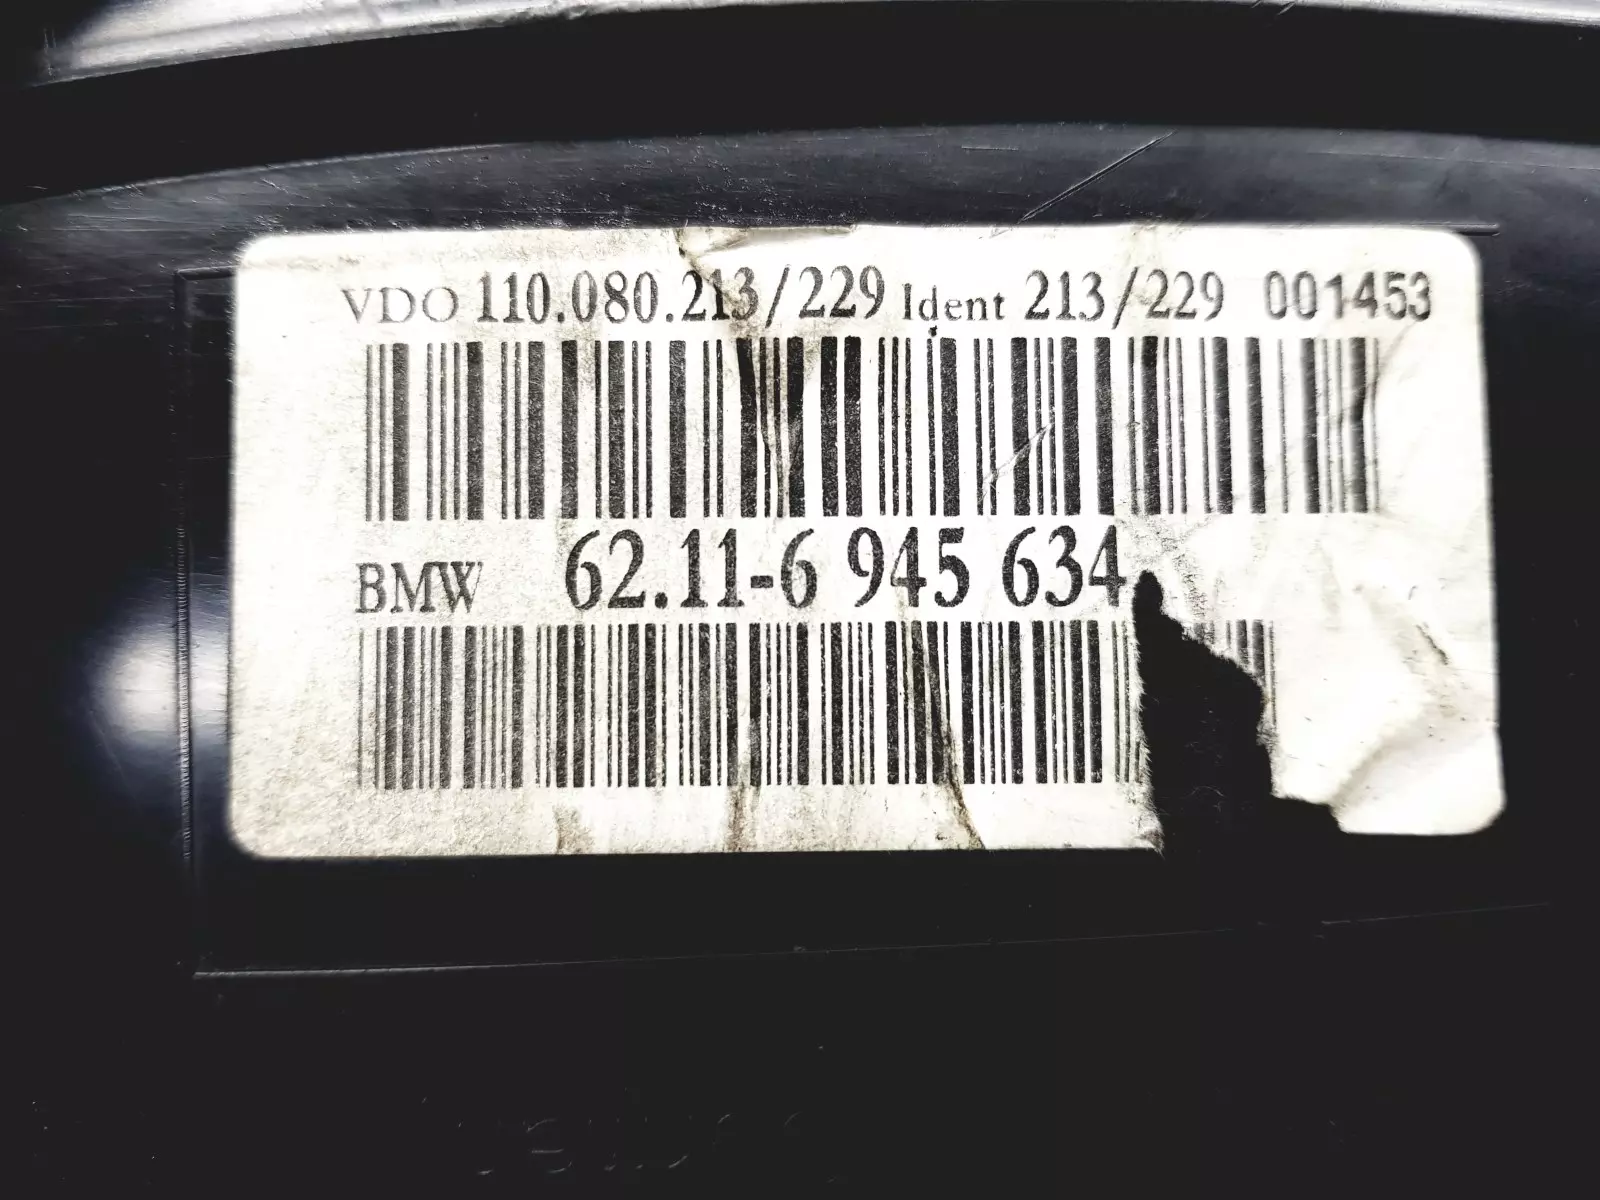 VDO 110.080.213/229 Ident 213/229 001453
BMW 62.11-6 945 634